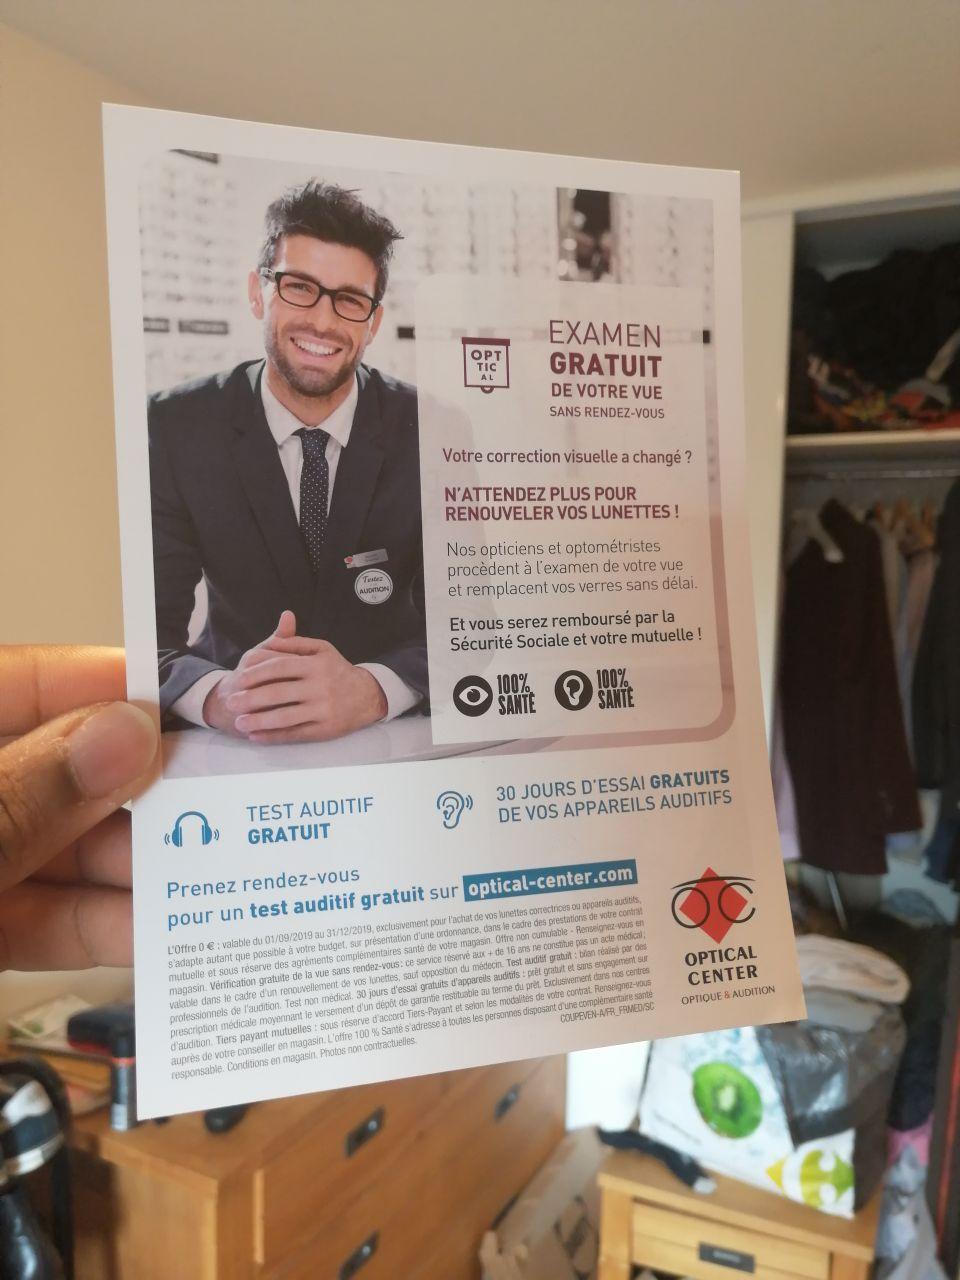 EXAMEN
GRATUIT
DE VOTRE VUE
SANS RENDEZ-VOUS
OPT
TIC
AL
Votre correction visuelle a changé ?
N'ATTENDEZ PLUS POUR
RENOUVELER VOS LUNETTES !
Nos opticiens et optométristes
procèdent à l'examen de votre vue
et remplacent vos verres sans délai.
Et vous serez remboursé par la
Sécurité Sociale et votre mutuelle !
100%
SANTÉ
100%
SANTÉ
Testez
AUDITION
TEST AUDITIF
GRATUIT
30 JOURS D'ESSAI GRATUITS
DE VOS APPAREILS AUDITIFS
Prenez rendez-vous
pour un test auditif gratuit sur optical-center.com
L'Offre 0 € : valable du 01/09/2019 au 31/12/2019, exclusivement pour l'achat de vos lunettes correctrices ou appareils auditifs,
s'adapte autant que possible à votre budget, sur présentation d'une ordonnance, dans le cadre des prestations de votre contrat
mutuelle et sous réserve des agréments complémentaires santé de votre magasin. Offre non cumulable - Renseignez-vous en
magasin. Vérification gratuite de la vue sans rendez-vous : ce service réservé aux + de 16 ans ne constitue pas un acte médical ;
valable dans le cadre d'un renouvellement de vos lunettes, sauf opposition du médecin. Test auditif gratuit : bilan réalisé par des
professionnels de l'audition. Test non médical. 30 jours d'essai gratuits d'appareils auditifs : prêt gratuit et sans engagement sur
prescription médicale moyennant le versement d'un dépôt de garantie restituable au terme du prêt. Exclusivement dans nos centres
d'audition. Tiers payant mutuelles : sous réserve d'accord Tiers-Payant et selon les modalités de votre contrat. Renseignez-vous
auprès de votre conseiller en magasin. L'offre 100 % Santé s'adresse à toutes les personnes disposant d'une complémentaire santé
responsable. Conditions en magasin. Photos non contractuelles.
COUPEVEN-A/FR_FRMED/SC
OPTICAL
CENTER
OPTIQUE & AUDITION